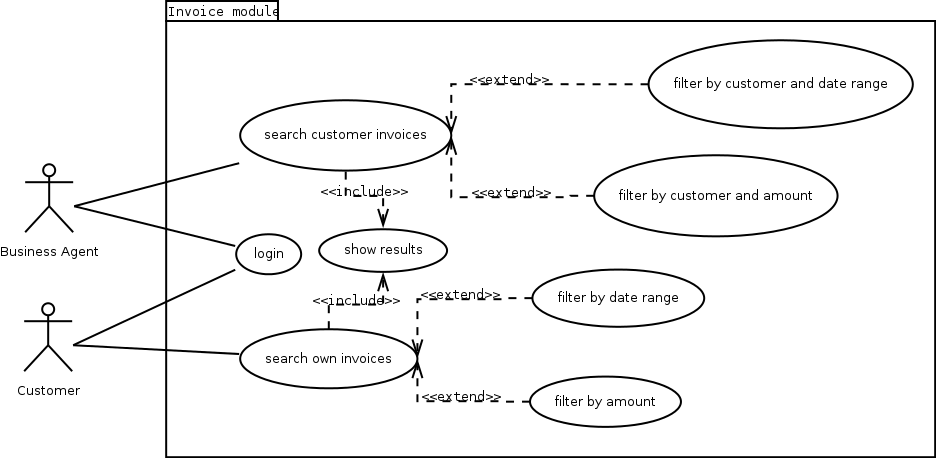 Invoice module
<<extend>>
filter by customer and date range
search customer invoices
<<include>>
<<extend>>
filter by customer and amount
Business Agent
login
show results
<<include>>
<<extend>>
filter by date range
Customer
search own invoices
<<extend>>
filter by amount